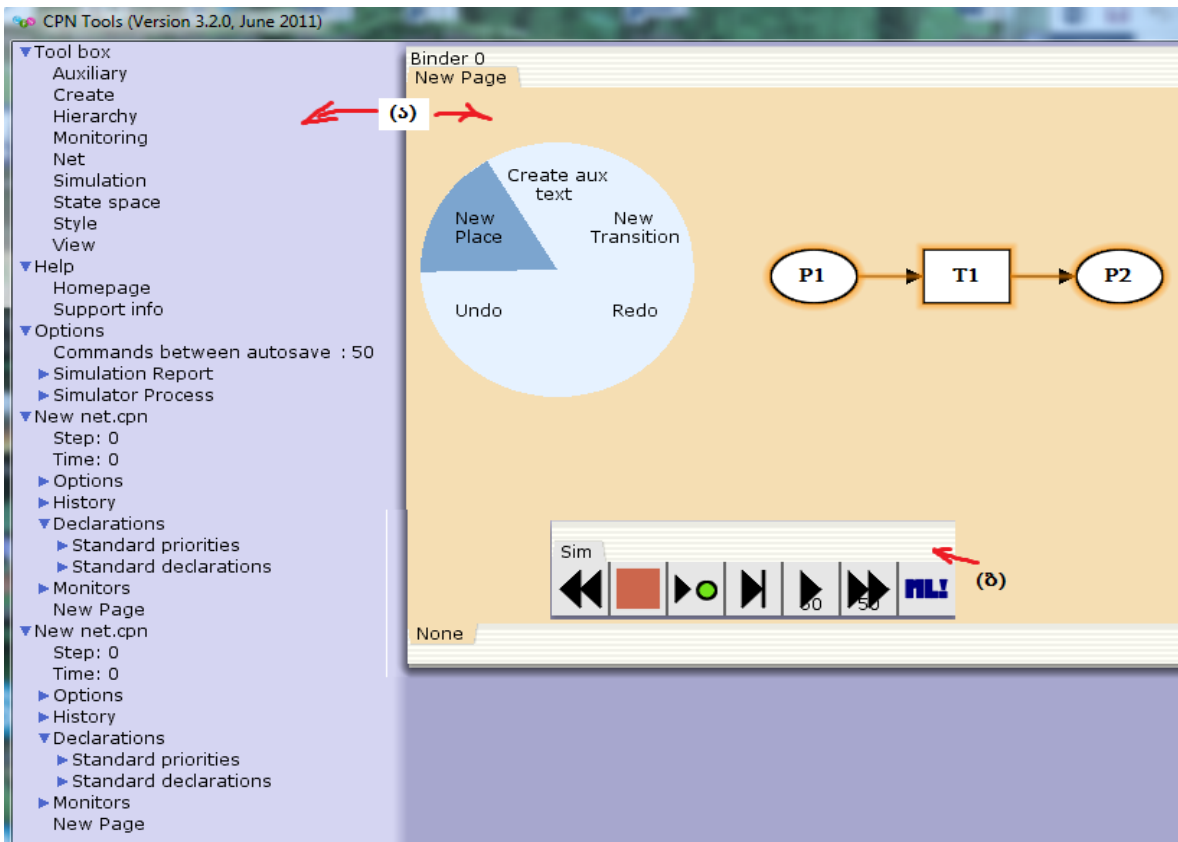 CPN Tools (Version 3.2.0, June 2011)
Tool box
Auxiliary
Create
Hierarchy
Monitoring
Net
Simulation
State space
Style
View
Help
Homepage
Support info
Options
Commands between autosave : 50
Simulation Report
Simulator Process
New net.cpn
Step: 0
Time: 0
Options
History
Declarations
Standard priorities
Standard declarations
Monitors
New Page
New net.cpn
Step: 0
Time: 0
Options
History
Declarations
Standard priorities
Standard declarations
Monitors
New Page
Binder 0
New Page
(ა)
Create aux
text
New
Place
New
Transition
Undo
Redo
P1
T1
P2
Sim
50
50
ML!
(ბ)
None